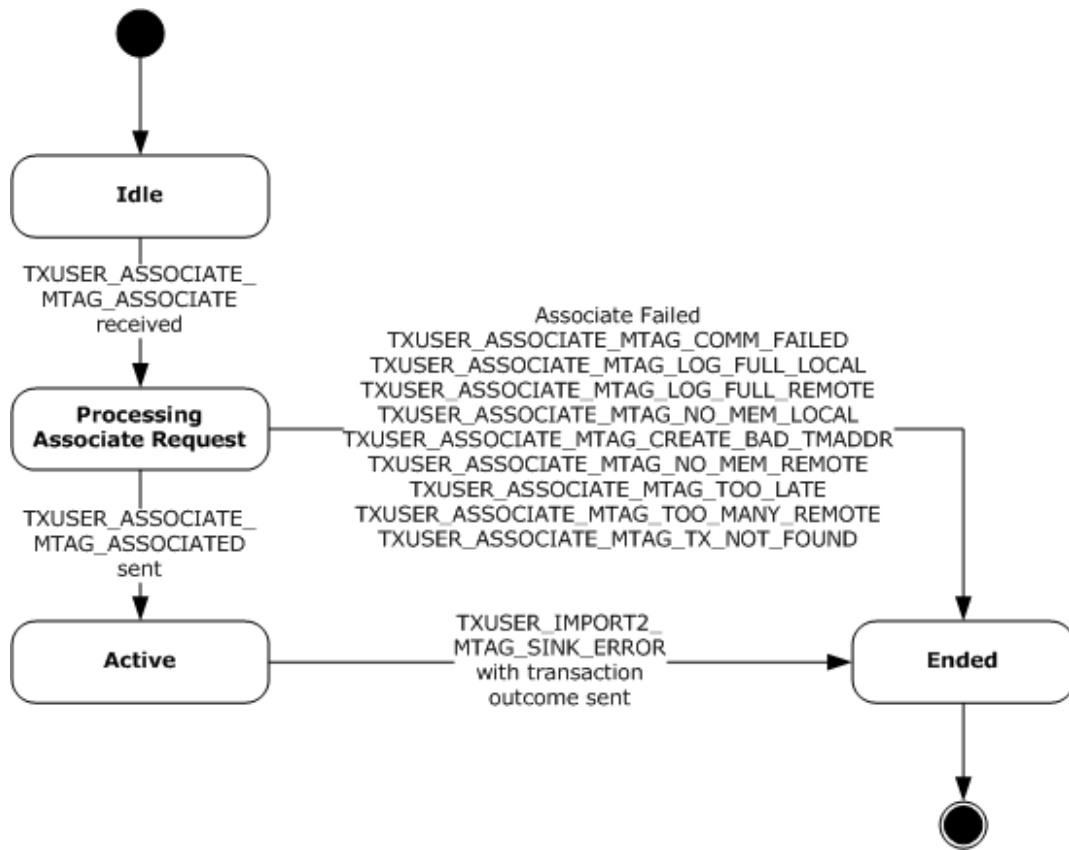 Idle
TXUSER_ASSOCIATE_
MTAG_ASSOCIATE
received
Associate Failed
TXUSER_ASSOCIATE_MTAG_COMM_FAILED
TXUSER_ASSOCIATE_MTAG_LOG_FULL_LOCAL
TXUSER_ASSOCIATE_MTAG_LOG_FULL_REMOTE
TXUSER_ASSOCIATE_MTAG_NO_MEM_LOCAL
TXUSER_ASSOCIATE_MTAG_CREATE_BAD_TMADDR
TXUSER_ASSOCIATE_MTAG_NO_MEM_REMOTE
TXUSER_ASSOCIATE_MTAG_TOO_LATE
TXUSER_ASSOCIATE_MTAG_TOO_MANY_REMOTE
TXUSER_ASSOCIATE_MTAG_TX_NOT_FOUND
Processing
Associate Request
TXUSER_ASSOCIATE_
MTAG_ASSOCIATED
sent
Active
TXUSER_IMPORT2_
MTAG_SINK_ERROR
with transaction
outcome sent
Ended